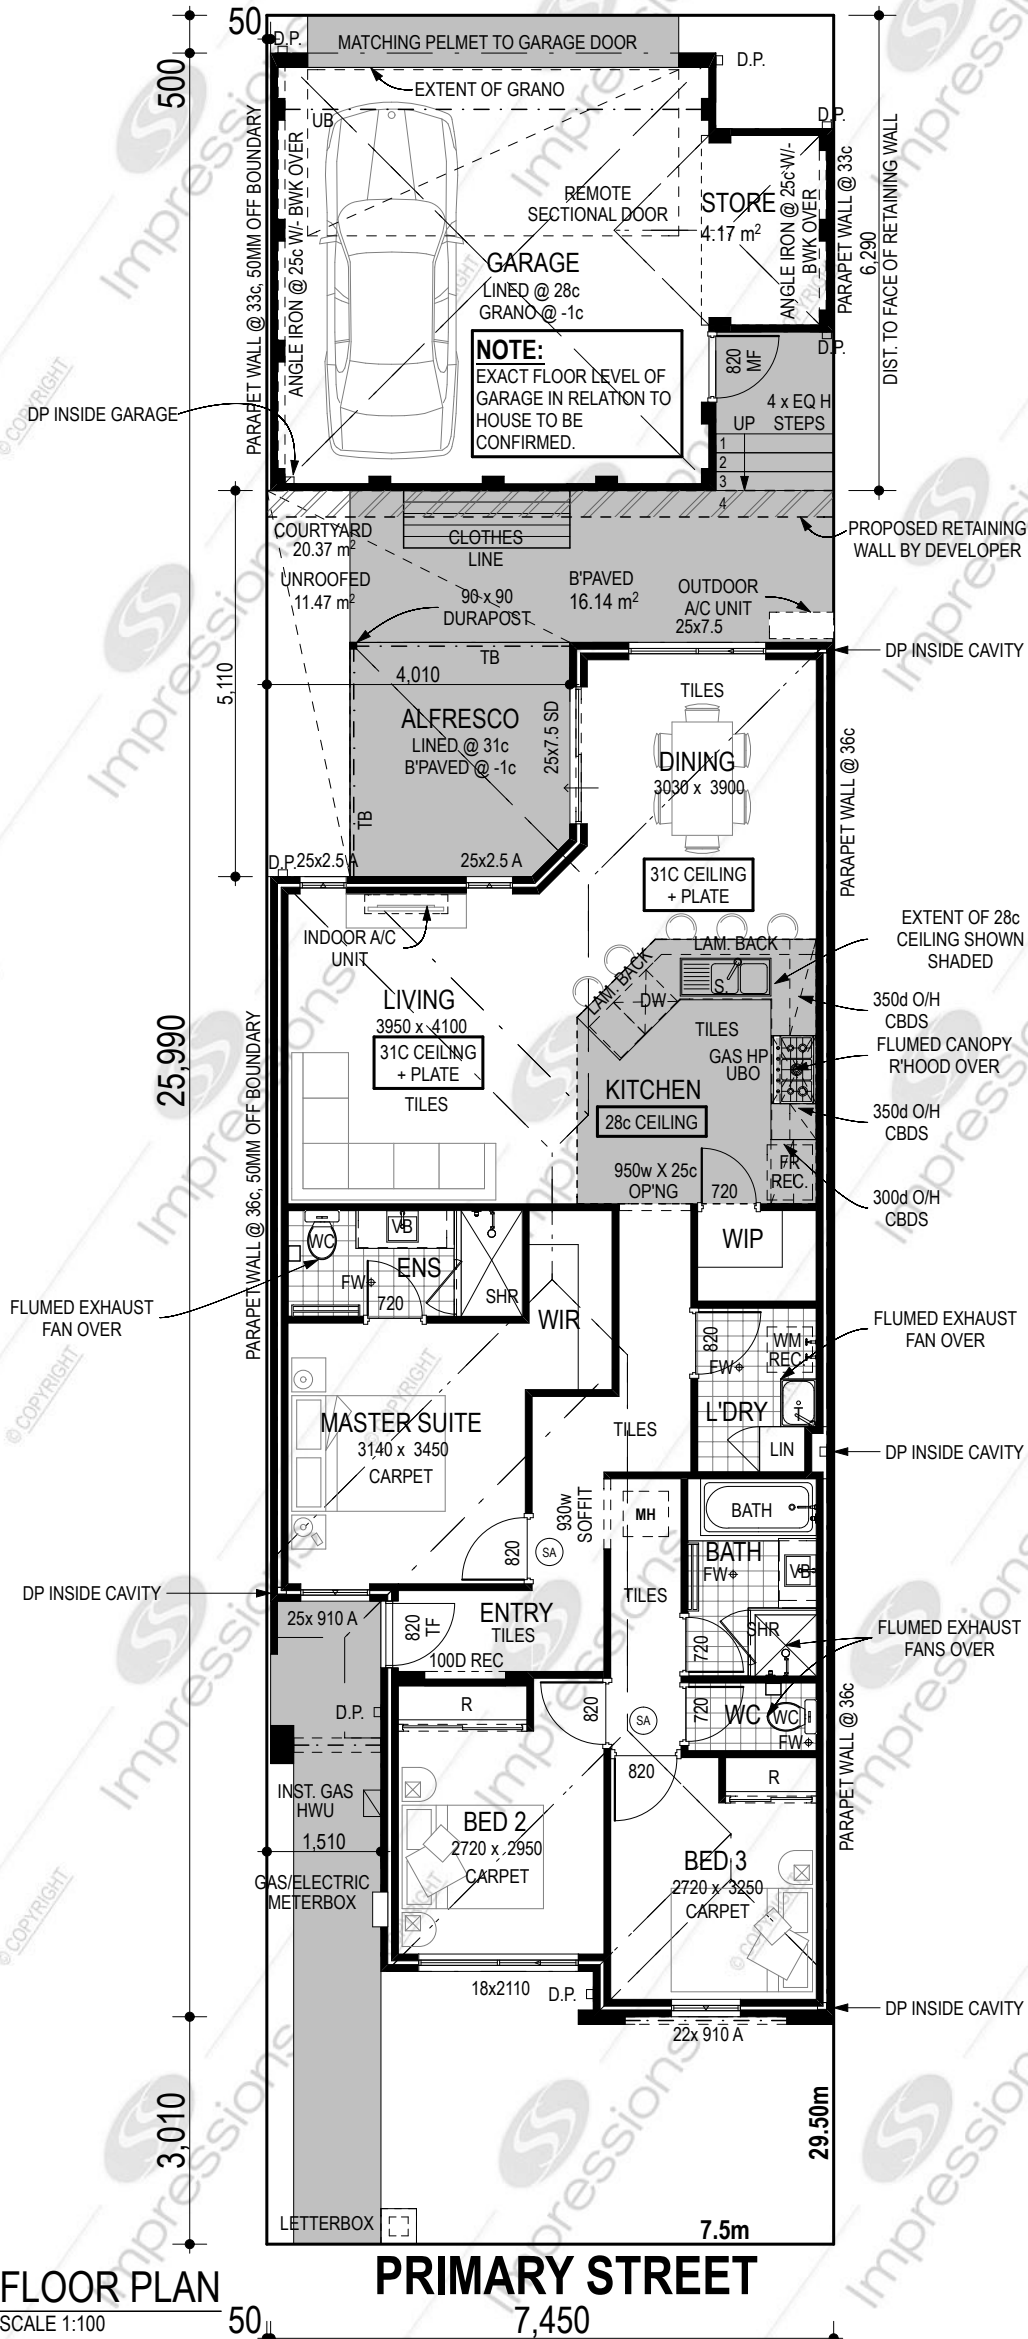 50
D.P.
MATCHING PELMET TO GARAGE DOOR
D.P.
EXTENT OF GRANO
500
UB
D.P.
PARAPET WALL @ 33c, 50MM OFF BOUNDARY
ANGLE IRON @ 25c W/- BWK OVER
REMOTE
SECTIONAL DOOR
STORE
4.17 m²
ANGLE IRON @ 25c W/-
BWK OVER
PARAPET WALL @ 33c
6,290
DIST. TO FACE OF RETAINING WALL
GARAGE
LINED @ 28c
GRANO @ -1c
NOTE:
EXACT FLOOR LEVEL OF
GARAGE IN RELATION TO
HOUSE TO BE
CONFIRMED.
820
MF
D.P.
DP INSIDE GARAGE
4 x EQ H
UP STEPS
1
2
3
4
COURTYARD
20.37 m²
UNROOFED
11.47 m²
CLOTHES
LINE
PROPOSED RETAINING
WALL BY DEVELOPER
B'PAVED
16.14 m²
90 x 90
DURAPOST
OUTDOOR
A/C UNIT
25x7.5
DP INSIDE CAVITY
5,110
TB
4,010
TILES
ALFRESCO
LINED @ 31c
B'PAVED @ -1c
25x7.5 SD
DINING
3030 x 3900
PARAPET WALL @ 36c
TB
D.P.
25x2.5 A
25x2.5 A
31C CEILING
+ PLATE
INDOOR A/C
UNIT
LAM. BACK
LAM. BACK
EXTENT OF 28c
CEILING SHOWN
SHADED
S.
DW
LIVING
3950 x 4100
31C CEILING
+ PLATE
TILES
TILES
350d O/H
CBDS
GAS HP
UBO
FLUMED CANOPY
R'HOOD OVER
25,990
KITCHEN
28c CEILING
350d O/H
CBDS
PARAPET WALL @ 36c, 50MM OFF BOUNDARY
950w X 25c
OP'NG
720
FR
REC.
300d O/H
CBDS
WC
VB
ENS
FW
720
SHR
WIP
WIR
FLUMED EXHAUST
FAN OVER
820
WM
REC
FW
FLUMED EXHAUST
FAN OVER
MASTER SUITE
3140 x 3450
CARPET
L'DRY
TILES
LIN
DP INSIDE CAVITY
930w
SOFFIT
MH
BATH
820
SA
BATH
FW
VB
DP INSIDE CAVITY
TILES
25x 910 A
820
TF
ENTRY
TILES
100D REC
SHR
720
FLUMED EXHAUST
FANS OVER
R
D.P.
820
SA
720
WC
WC
FW
PARAPET WALL @ 36c
820
R
INST. GAS
HWU
1,510
BED 2
2720 x 2950
CARPET
BED 3
2720 x 3250
CARPET
GAS/ELECTRIC
METERBOX
18x2110
D.P.
DP INSIDE CAVITY
22x 910 A
3,010
29.50m
LETTERBOX
7.5m
PRIMARY STREET
FLOOR PLAN
SCALE 1:100
50
7,450
Impressions
© COPYRIGHT